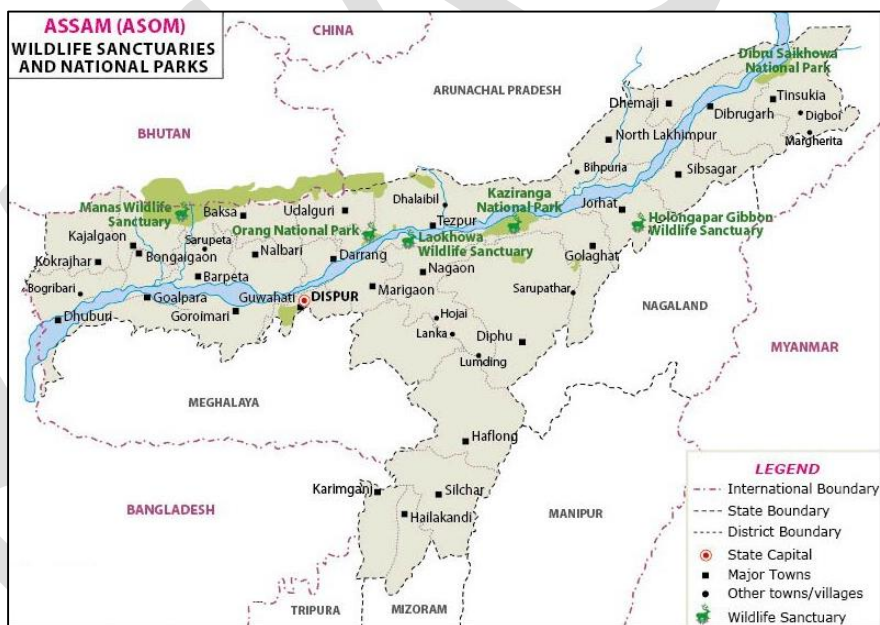 ASSAM (ASOM)
WILDLIFE SANCTUARIES
AND NATIONAL PARKS
CHINA
Dibru Saikhowa
National Park
ARUNACHAL PRADESH
Tinsukia
Dhemaji
Dibrugarh
Digboi
BHUTAN
North Lakhimpur
Margherita
Bihpuria
Sibsagar
Manas Wildlife
Sanctuary
Baksa
Udalguri
Dhalaibil
Kaziranga
National Park
Jorhat
Tezpur
Holongapar Gibbon
Wildlife Sanctuary
Orang National Park
Laokhowa
Wildlife Sanctuary
Kajalgaon
Sarupeta
Kokrajhar
Bongaigaon
Nalbari
Darrang
Golaghat
Nagaon
Barpeta
Bogribari
Goalpara
Guwahati
DISPUR
Marigaon
Sarupathar
NAGALAND
Dhuburi
Goroimari
Hojai
Lanka
Diphu
MYANMAR
Lumding
MEGHALAYA
Haflong
Karimganj
Silchar
BANGLADESH
Hailakandi
MANIPUR
TRIPURA
MIZORAM
LEGEND
International Boundary
State Boundary
District Boundary
State Capital
Major Towns
Other towns/villages
Wildlife Sanctuary